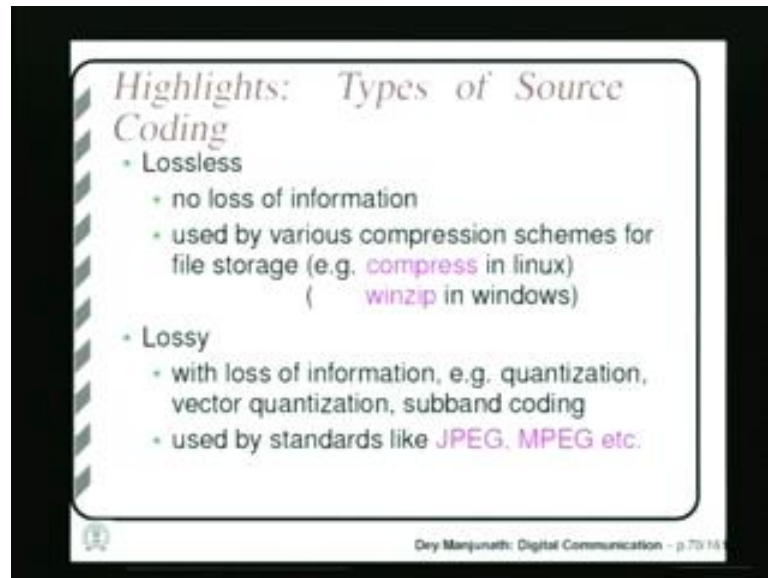 Highlights: Types of Source
Coding
• Lossless
• no loss of information
• used by various compression schemes for
file storage (e.g. compress in linux)
( winzip in windows)
• Lossy
• with loss of information, e.g. quantization,
vector quantization, subband coding
• used by standards like JPEG, MPEG etc.
Dey Manjunath: Digital Communication